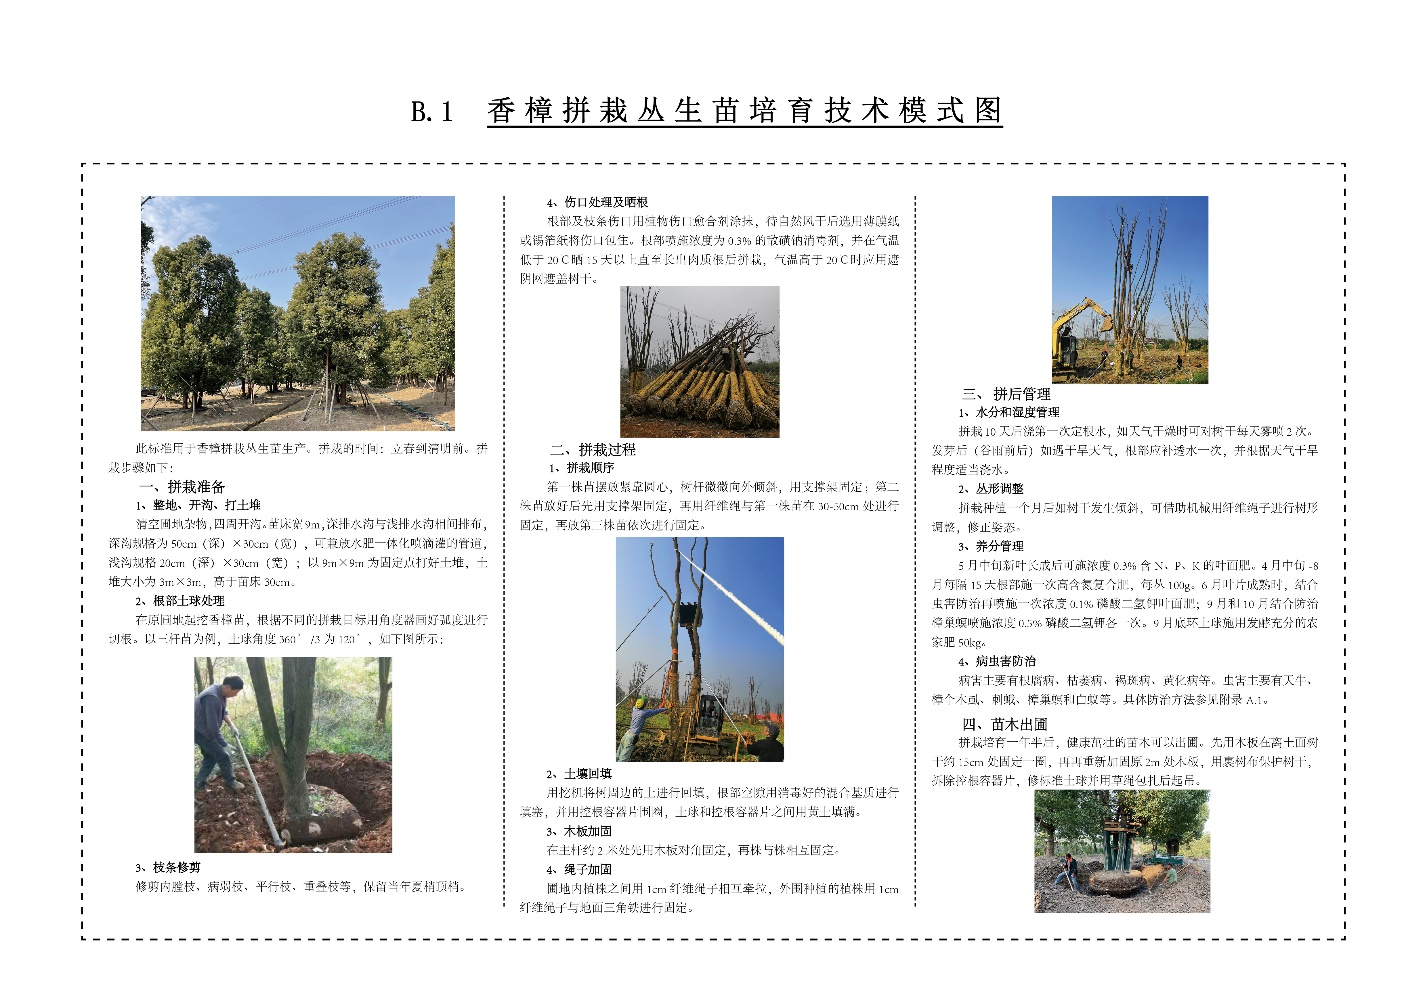 B.1 香樟拼栽丛生苗培育技术模式图
此标准用于香樟拼栽丛生苗生产。拼栽的时间：立春到清明前。拼
栽步骤如下：
一、拼栽准备
1、整地、开沟、打土堆
清空圃地杂物，四周开沟。苗床宽9m，深排水沟与浅排水沟相间排布，
深沟规格为50cm（深）×30cm（宽），可兼放水肥一体化喷滴灌的管道，
浅沟规格20cm（深）×30cm（宽）；以9m×9m为固定点打好土堆，土
堆大小为3m×3m，高于苗床30cm。
2、根部土球处理
在原圃地起挖香樟苗，根据不同的拼栽目标用角度器画好弧度进行
切根。以三杆苗为例，土球角度360°/3为120°，如下图所示：
3、枝条修剪
修剪内膛枝、病弱枝、平行枝、重叠枝等，保留当年夏梢顶梢。
4、伤口处理及晒根
根部及枝条伤口用植物伤口愈合剂涂抹，待自然风干后选用薄膜纸
或锡箔纸将伤口包住。根部喷施浓度为0.3%的敌磺钠消毒剂，并在气温
低于20℃晒15天以上直至长出肉质根后拼栽，气温高于20℃时应用遮
阴网遮盖树干。
二、拼栽过程
1、拼栽顺序
第一株苗摆放紧靠圆心，树杆微微向外倾斜，用支撑架固定；第二
株苗放好后先用支撑架固定，再用纤维绳与第一株苗在30-50cm处进行
固定，再放第三株苗依次进行固定。
2、土壤回填
用挖机将树周边的土进行回填，根部空隙用消毒好的混合基质进行
填塞，并用控根容器片围圈，土球和控根容器片之间用黄土填满。
3、木板加固
在主杆约2米处先用木板对角固定，再株与株相互固定。
4、绳子加固
圃地内植株之间用1cm纤维绳子相互牵拉，外围种植的植株用1cm
纤维绳子与地面三角铁进行固定。
三、拼后管理
1、水分和湿度管理
拼栽10天后浇第一次定根水，如天气干燥时可对树干每天雾喷2次。
发芽后（谷雨前后）如遇干旱天气，根部应补透水一次，并根据天气干旱
程度适当浇水。
2、丛形调整
拼栽种植一个月后如树干发生倾斜，可借助机械用纤维绳子进行树形
调整，修正姿态。
3、养分管理
5月中旬新叶长成后可施浓度0.3%含N、P、K的叶面肥。4月中旬-8
月每隔15天根部施一次高含氮复合肥，每丛100g。6月叶片成熟时，结合
虫害防治再喷施一次浓度0.1%磷酸二氢钾叶面肥；9月和10月结合防治
樟巢螟喷施浓度0.5%磷酸二氢钾各一次。9月底环土球施用发酵充分的农
家肥50kg。
4、病虫害防治
病害主要有根腐病、枯萎病、褐斑病、黄化病等。虫害主要有天牛、
樟个木虱、刺蛾、樟巢螟和白蚁等。具体防治方法参见附录A.1。
四、苗木出圃
拼栽培育一年半后，健康茁壮的苗木可以出圃。先用木板在离土面树
干约15cm处固定一圈，再再重新加固原2m处木板，用裹树布保护树干，
拆除控根容器片，修标准土球并用草绳包扎后起吊。